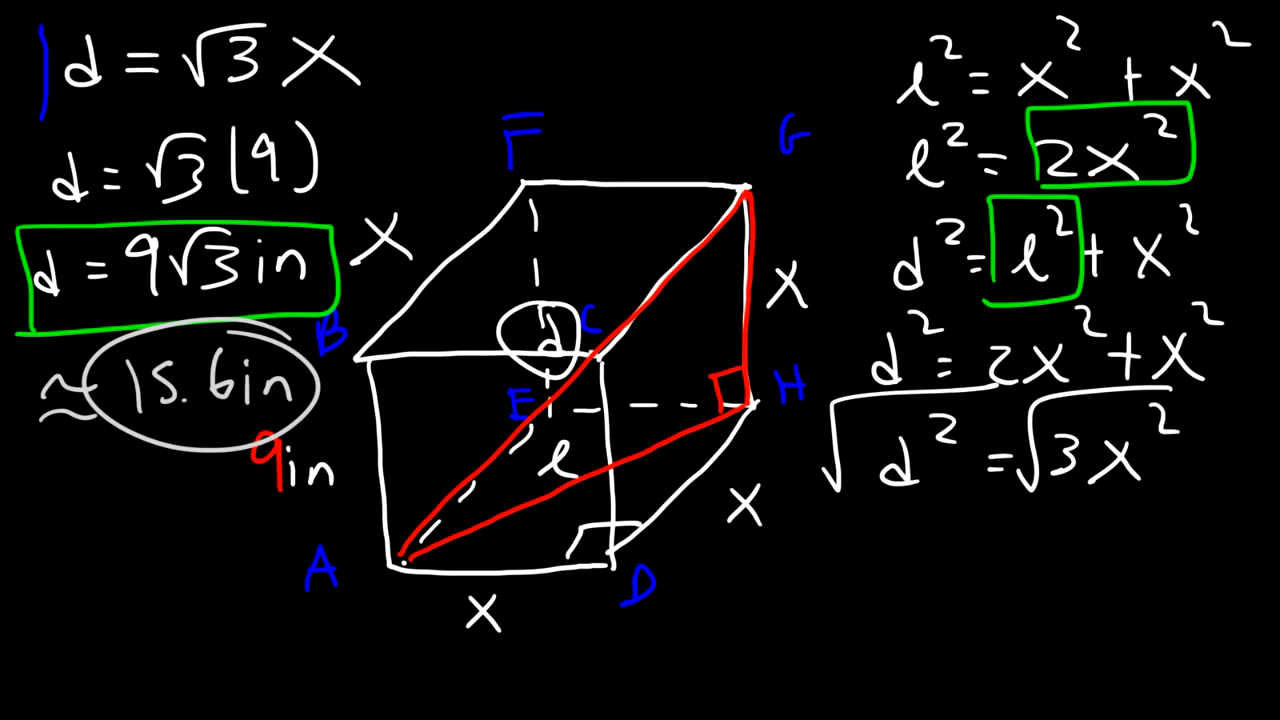 d = √3 x
d = √3 (9)
d = 9√3 in
≈ 15.6 in
9 in
F
G
x
B
d
C
x
E
H
l
x
A
D
x
l² = x² + x²
l² = 2x²
d² = l² + x²
d² = 2x² + x²
√d² = √3x²